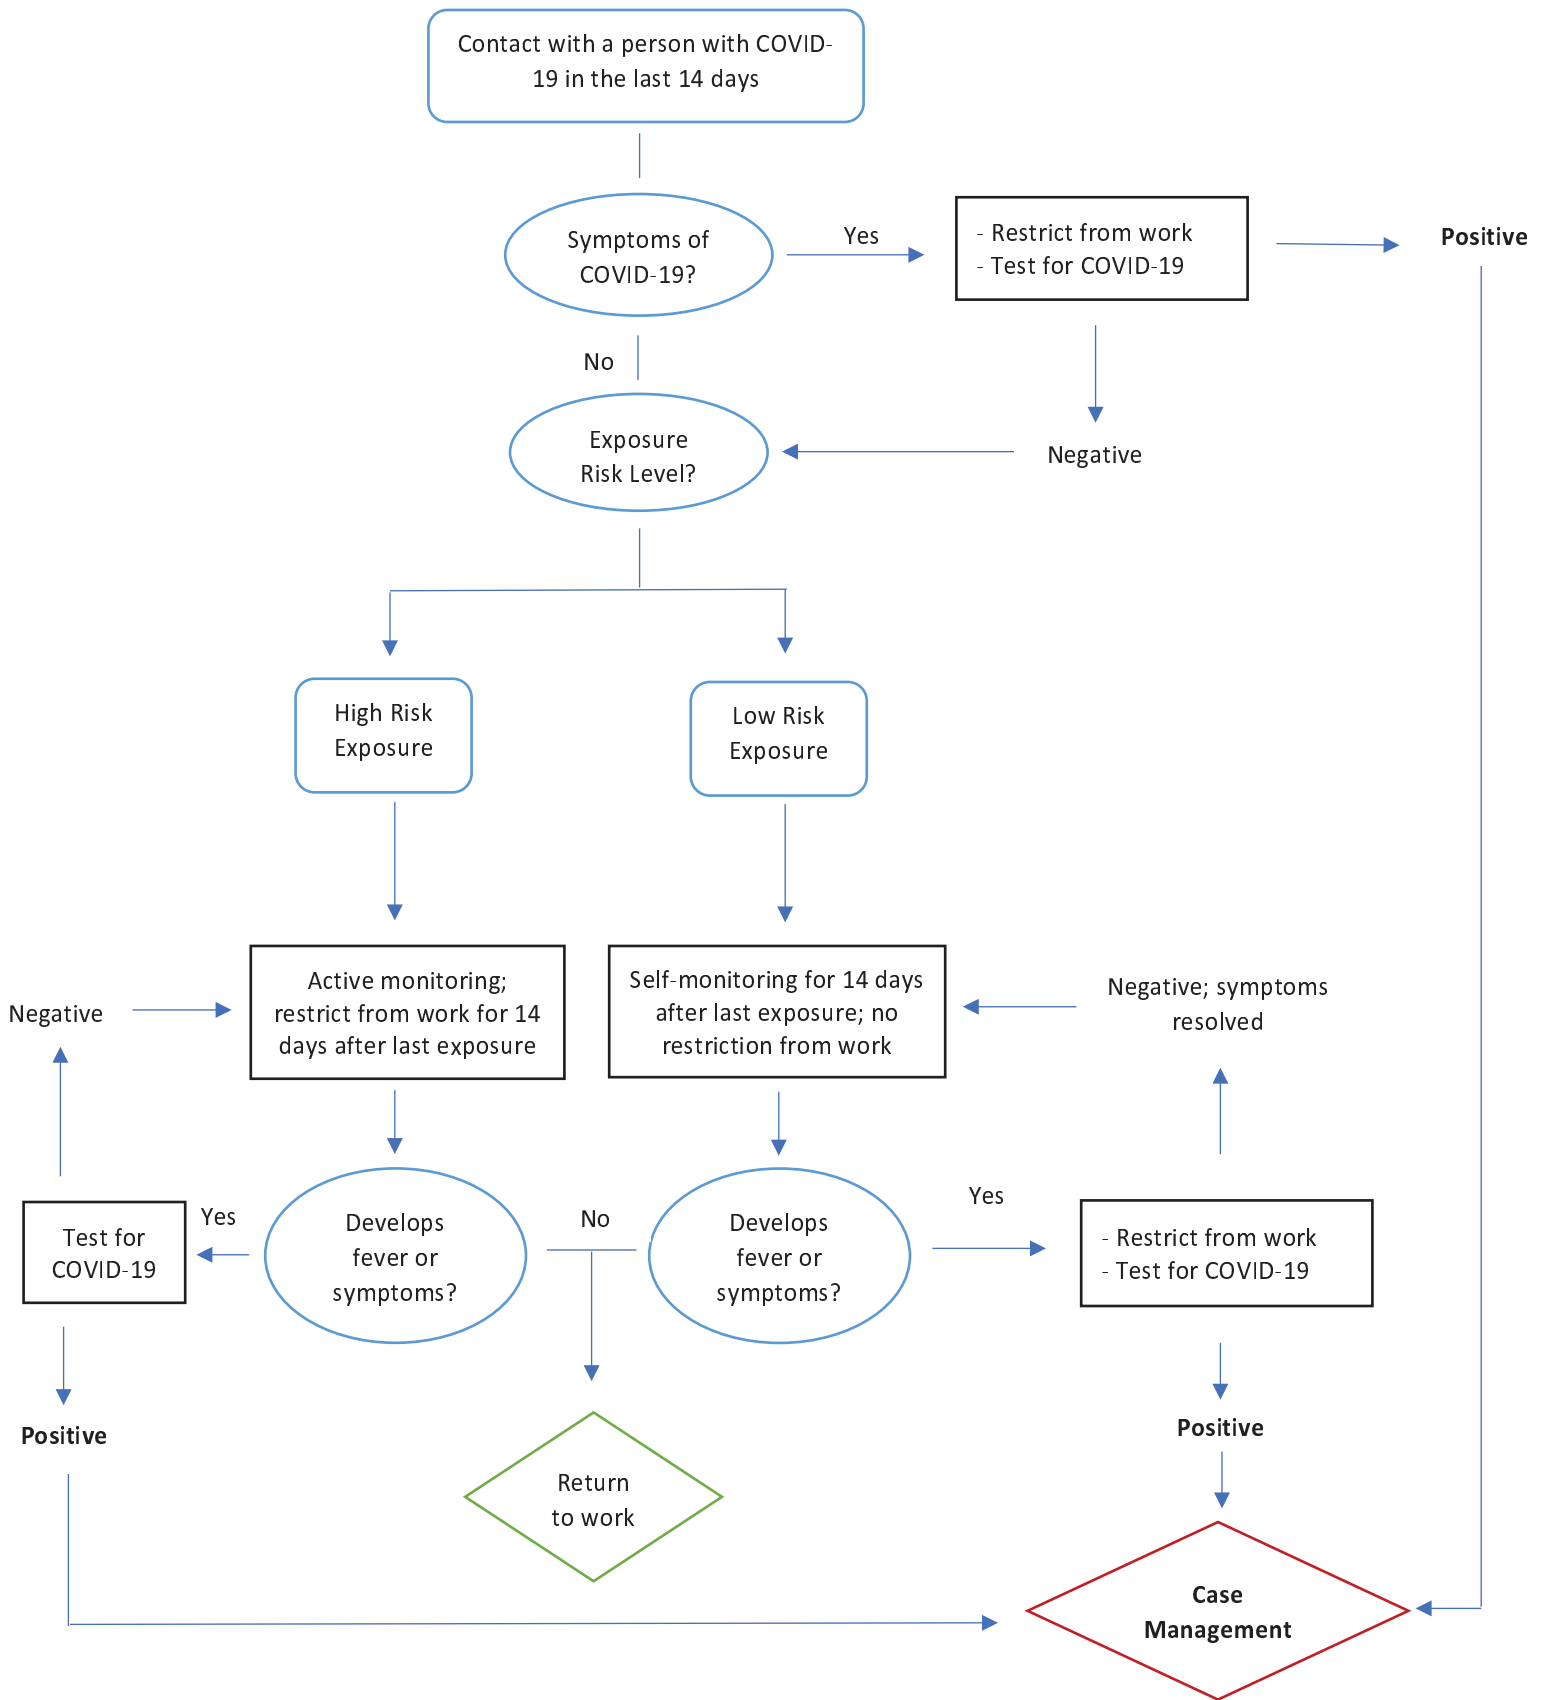 Contact with a person with COVID-
19 in the last 14 days
Symptoms of
COVID-19?
Yes
- Restrict from work
- Test for COVID-19
Positive
No
Exposure
Risk Level?
Negative
High Risk
Exposure
Low Risk
Exposure
Negative
Active monitoring;
restrict from work for 14
days after last exposure
Self-monitoring for 14 days
after last exposure; no
restriction from work
Negative; symptoms
resolved
Test for
COVID-19
Yes
Develops
fever or
symptoms?
No
Develops
fever or
symptoms?
Yes
- Restrict from work
- Test for COVID-19
Positive
Return
to work
Positive
Case
Management